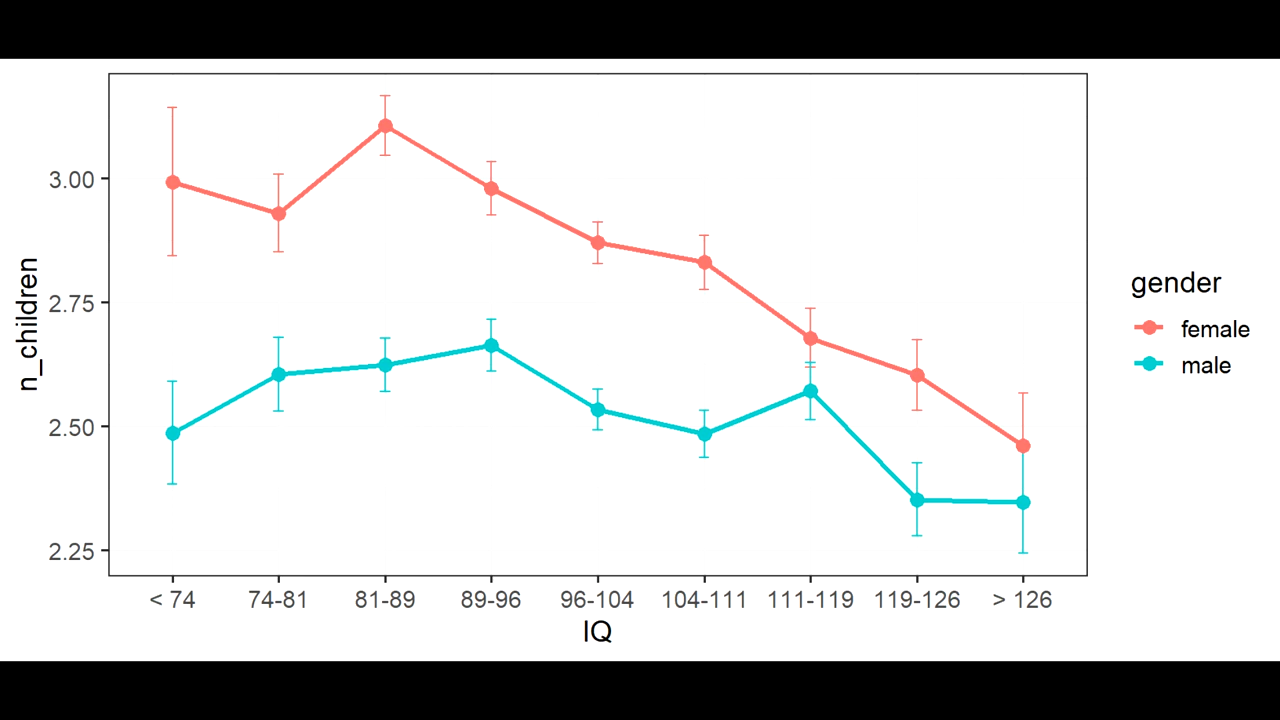 n_children
3.00
2.75
2.50
2.25
< 74 74-81 81-89 89-96 96-104 104-111 111-119 119-126 > 126
IQ
gender
female
male